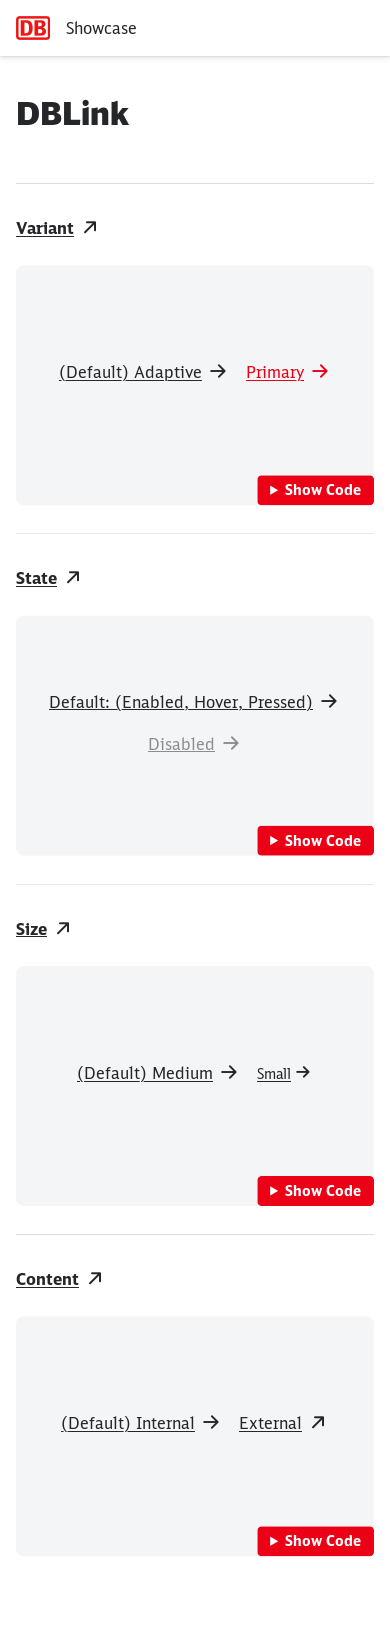 DB Showcase
DBLink
Variant
(Default) Adaptive Primary
Show Code
State
Default: (Enabled, Hover, Pressed)
Disabled
Show Code
Size
(Default) Medium Small
Show Code
Content
(Default) Internal External
Show Code